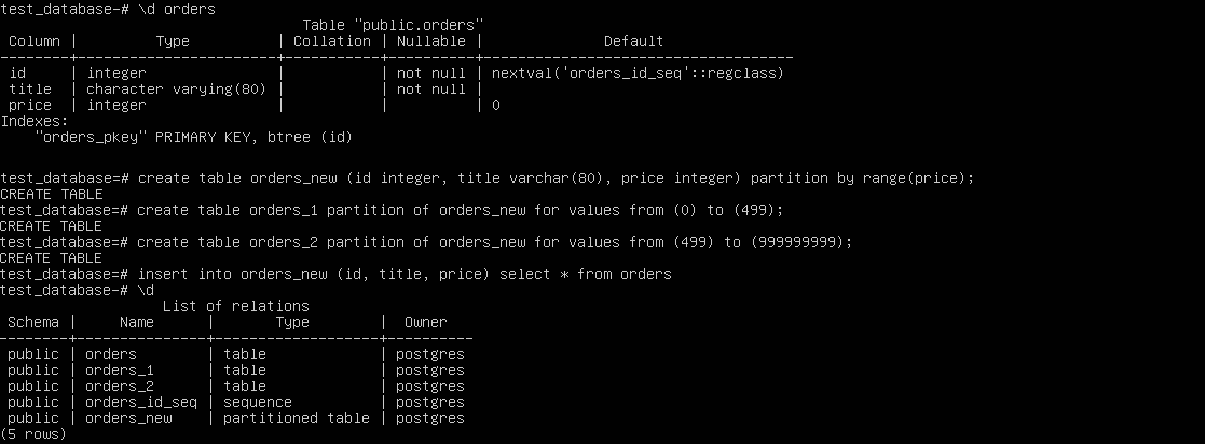 test_database-# \d orders
                                    Table "public.orders"
 Column |         Type          | Collation | Nullable |              Default
--------+-----------------------+-----------+----------+------------------------------------
 id     | integer               |           | not null | nextval('orders_id_seq'::regclass)
 title  | character varying(80) |           | not null |
 price  | integer               |           |          | 0
Indexes:
    "orders_pkey" PRIMARY KEY, btree (id)
test_database=# create table orders_new (id integer, title varchar(80), price integer) partition by range(price);
CREATE TABLE
test_database=# create table orders_1 partition of orders_new for values from (0) to (499);
CREATE TABLE
test_database=# create table orders_2 partition of orders_new for values from (499) to (999999999);
CREATE TABLE
test_database=# insert into orders_new (id, title, price) select * from orders
test_database-# \d
                  List of relations
 Schema |     Name      |       Type        |  Owner
--------+---------------+-------------------+----------
 public | orders        | table             | postgres
 public | orders_1      | table             | postgres
 public | orders_2      | table             | postgres
 public | orders_id_seq | sequence          | postgres
 public | orders_new    | partitioned table | postgres
(5 rows)